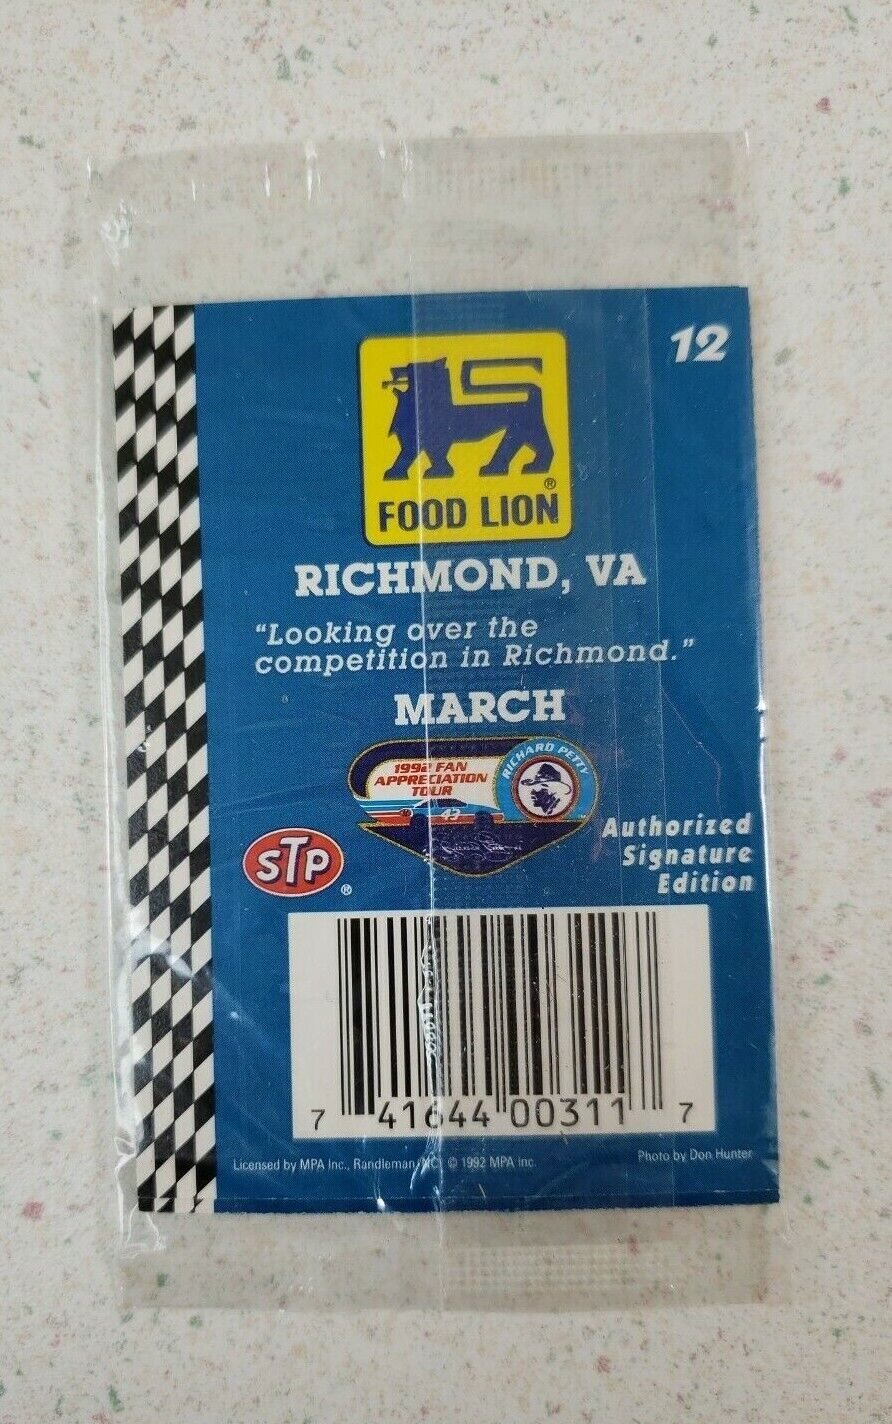 12
FOOD LION®
RICHMOND, VA
"Looking over the
competition in Richmond."
MARCH
1992 FAN
APPRECIATION
TOUR
RICHARD PETTY
™
43
STP®
Authorized
Signature
Edition
7 41644 00311 7
Licensed by MPA Inc., Randleman, NC. © 1992 MPA Inc.
Photo by Don Hunter